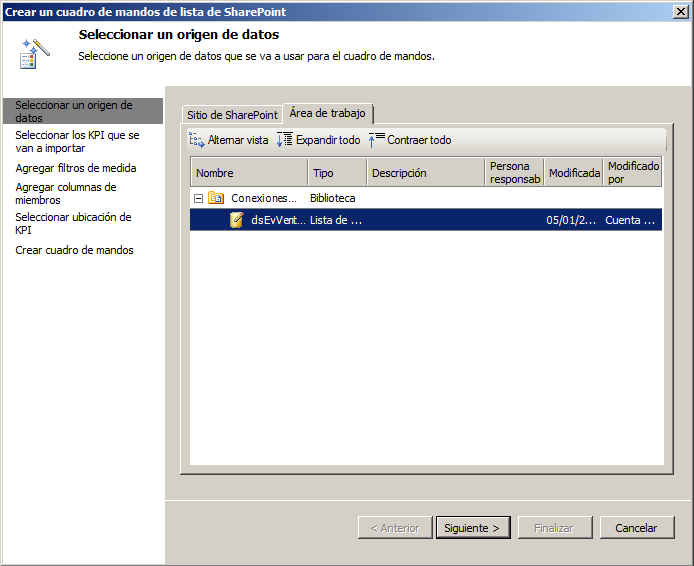 Crear un cuadro de mandos de lista de SharePoint
Seleccionar un origen de datos
Seleccione un origen de datos que se va a usar para el cuadro de mandos.
Seleccionar un origen de
datos
Seleccionar los KPI que se
van a importar
Agregar filtros de medida
Agregar columnas de
miembros
Seleccionar ubicación de
KPI
Crear cuadro de mandos
Sitio de SharePoint Área de trabajo
Alternar vista Expandir todo Contraer todo
Nombre Tipo Descripción Persona responsab Modificada Modificado por
Conexiones... Biblioteca
dsEvVent... Lista de ... 05/01/2... Cuenta ...
< Anterior Siguiente > Finalizar Cancelar